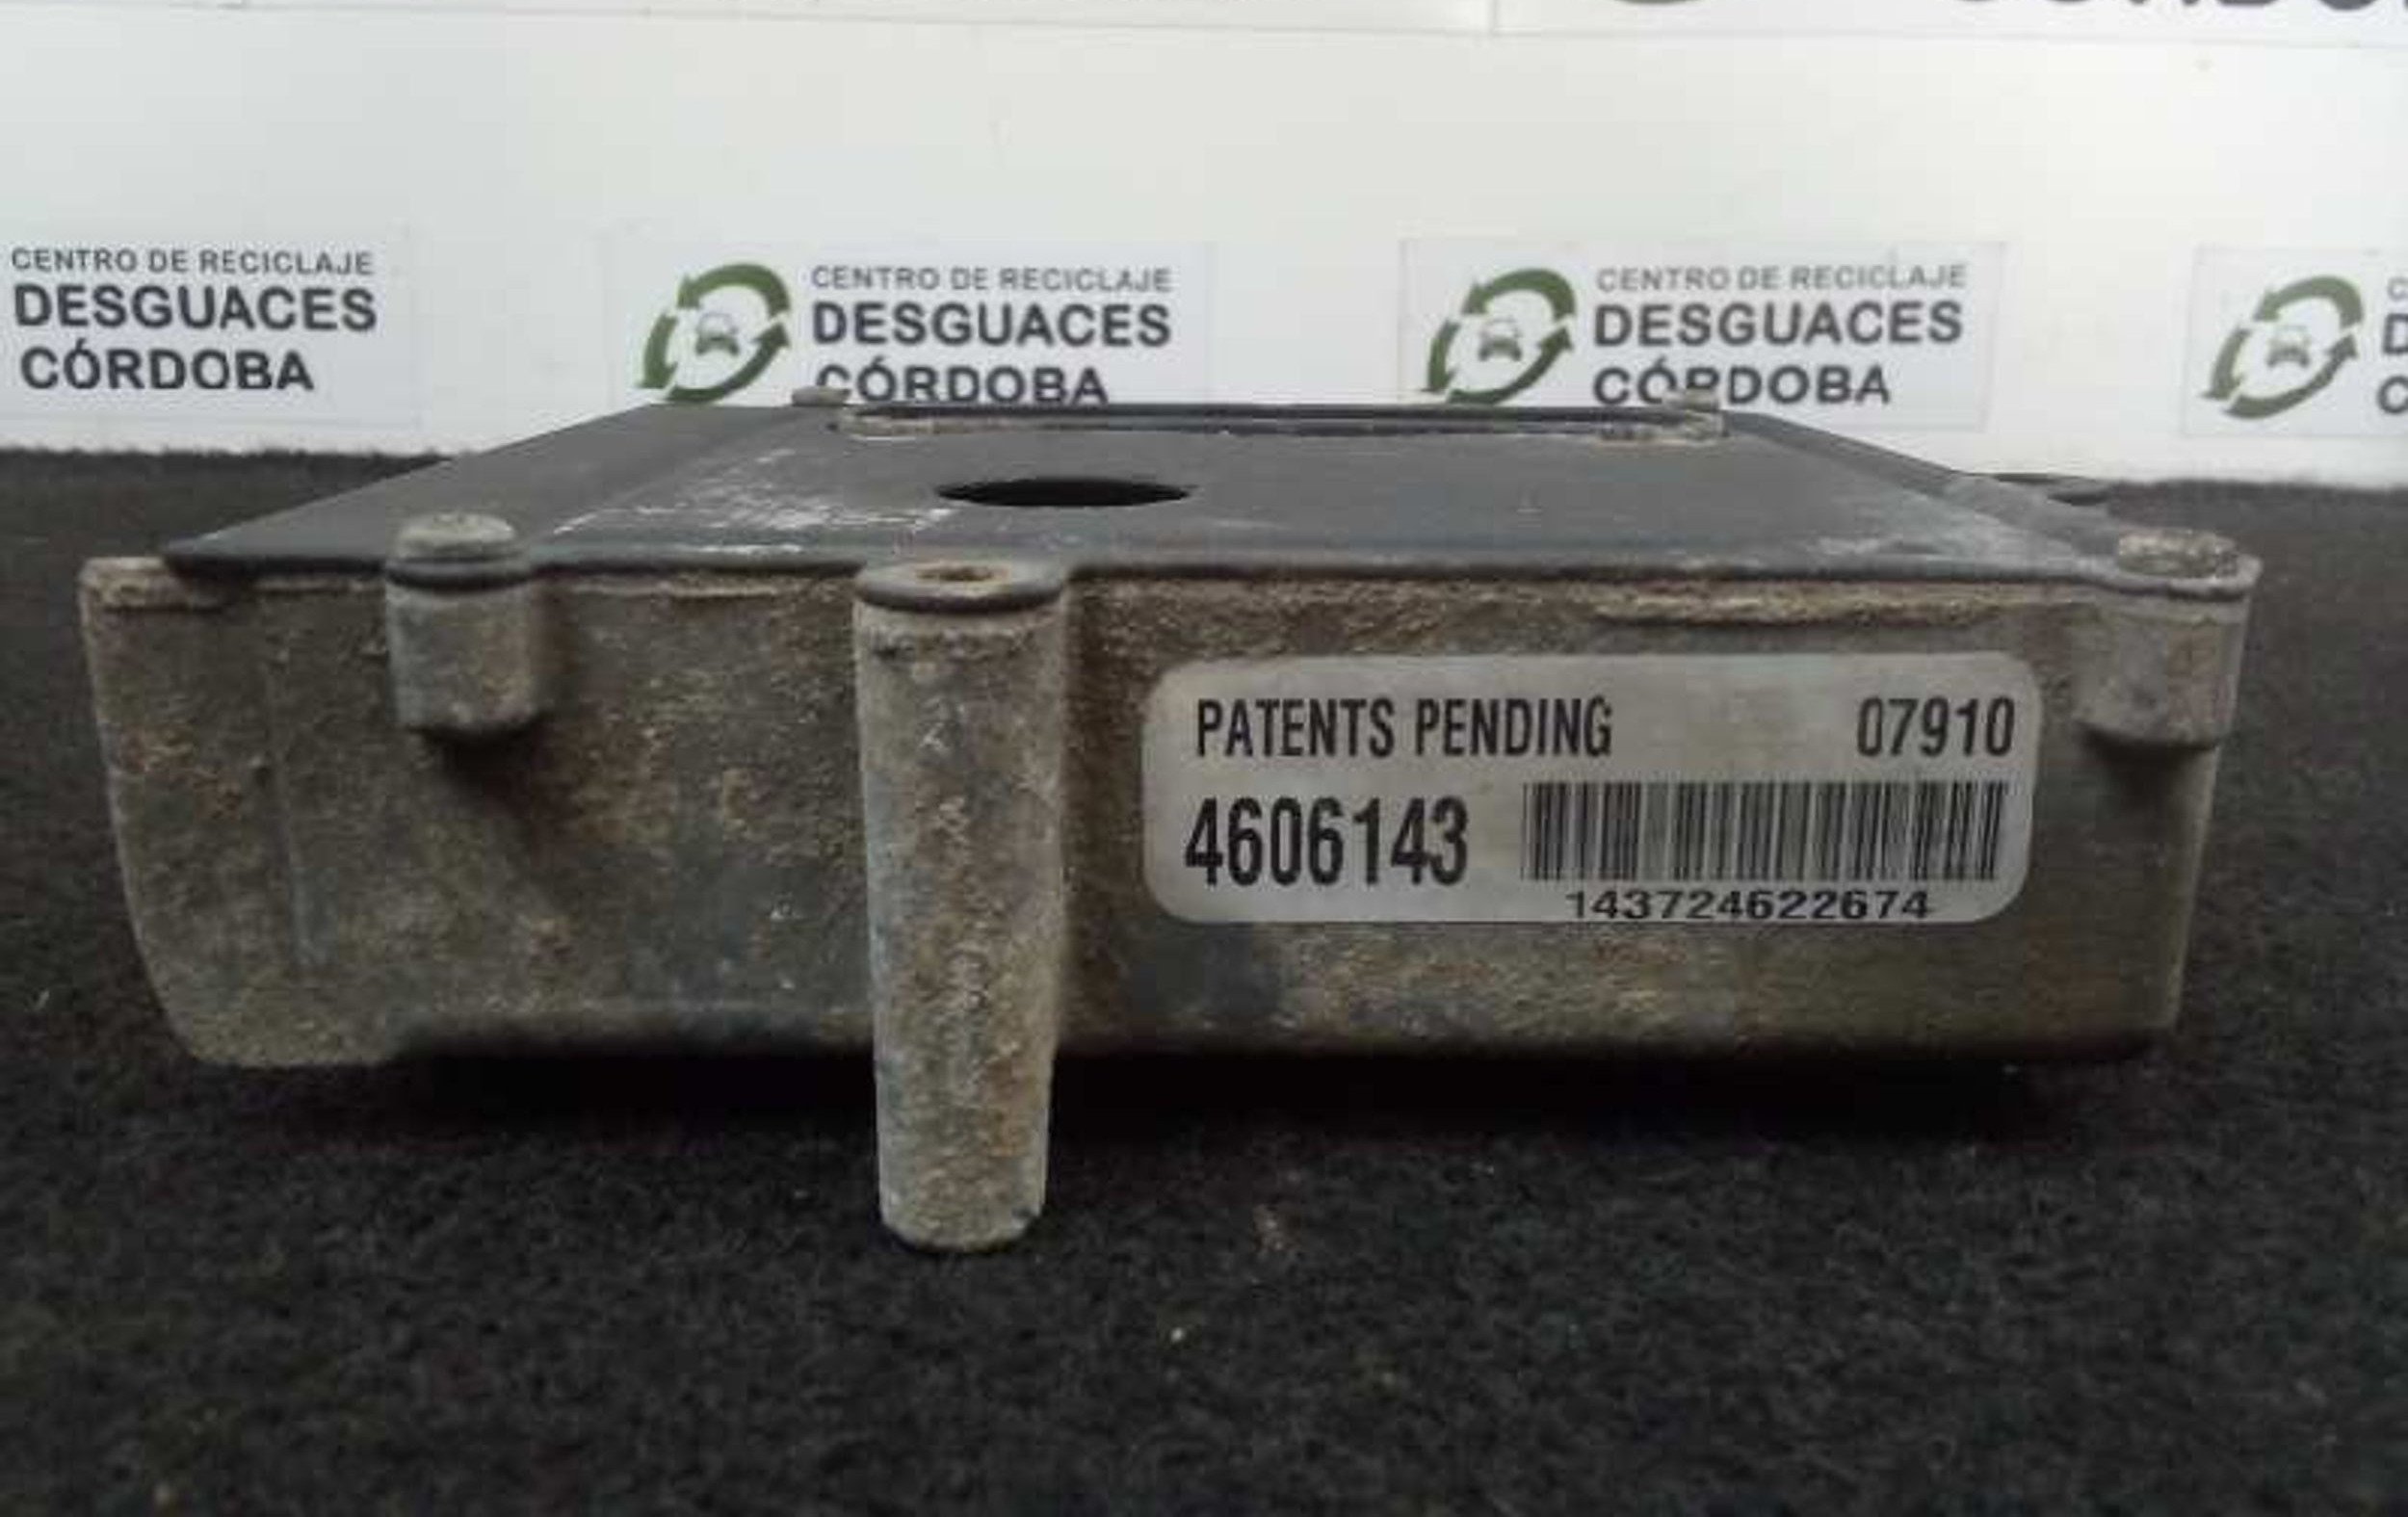 CENTRO DE RECICLAJE
DESGUACES
CÓRDOBA
CENTRO DE RECICLAJE
DESGUACES
CÓRDOBA
CENTRO DE RECICLAJE
DESGUACES
CÓRDOBA
PATENTS PENDING 07910
4606143
143724622674